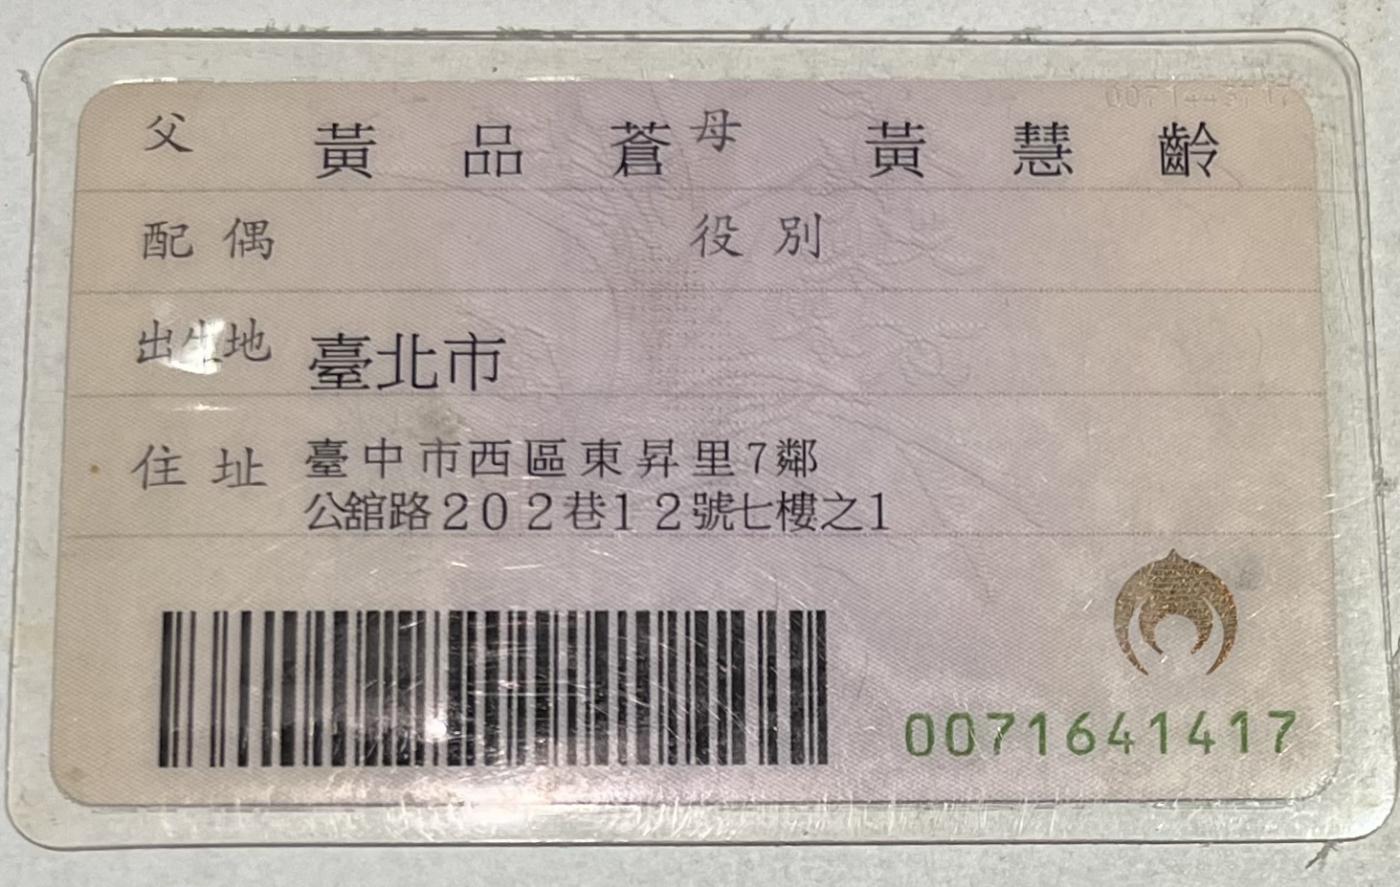 父 黃品蒼 母 黃慧齡
配偶 役別
出生地 臺北市
住址 臺中市西區東昇里7鄰
公舘路202巷12號七樓之1
0071641417